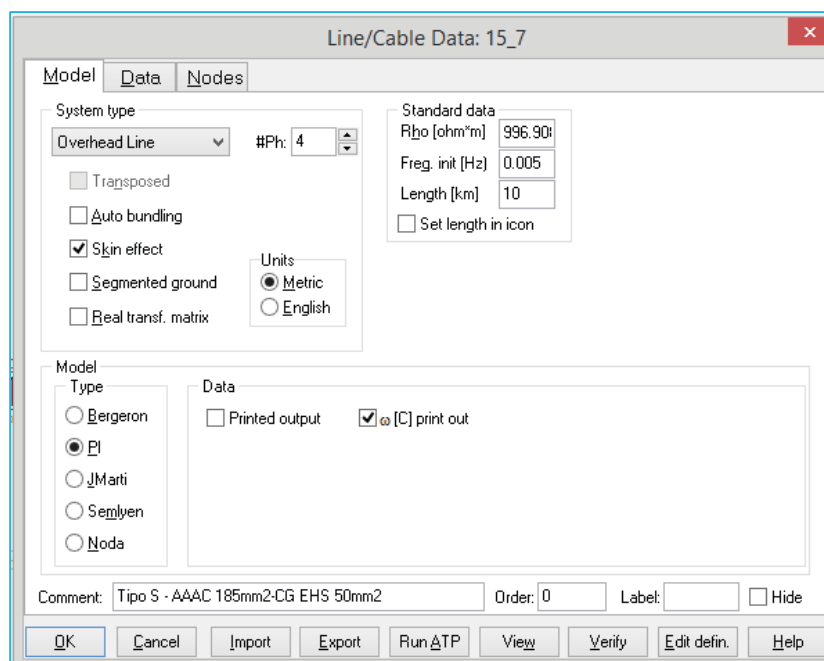 Line/Cable Data: 15_7
Model Data Nodes
System type
Overhead Line #Ph: 4
Transposed
Auto bundling
Skin effect
Segmented ground
Real transf. matrix
Units
Metric
English
Standard data
Rho [ohm*m] 996.908
Freq. init [Hz] 0.005
Length [km] 10
Set length in icon
Model
Type
Bergeron
PI
JMarti
Semlyen
Noda
Data
Printed output ω [C] print out
Comment: Tipo S - AAAC 185mm2-CG EHS 50mm2 Order: 0 Label: Hide
OK Cancel Import Export Run ATP View Verify Edit defin. Help